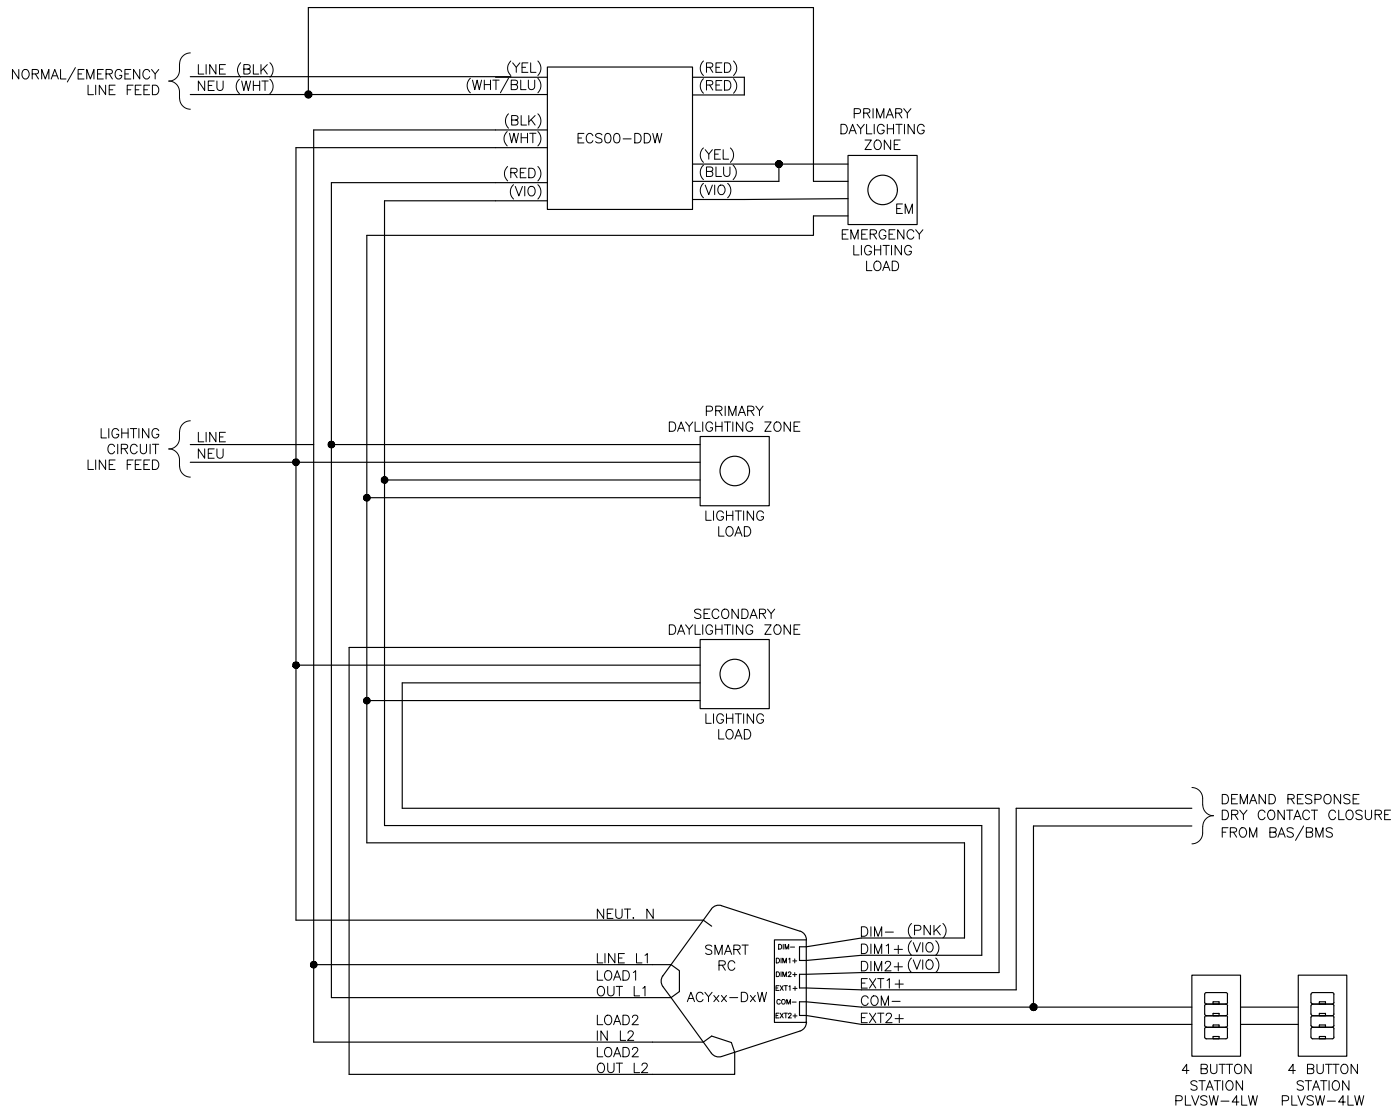 NORMAL/EMERGENCY
LINE FEED
LINE (BLK)
NEU (WHT)
(YEL)
(WHT/BLU)
(BLK)
(WHT)
(RED)
(VIO)
ECS00-DDW
(RED)
(RED)
(YEL)
(BLU)
(VIO)
PRIMARY
DAYLIGHTING
ZONE
EM
EMERGENCY
LIGHTING
LOAD
LIGHTING
CIRCUIT
LINE FEED
LINE
NEU
PRIMARY
DAYLIGHTING ZONE
LIGHTING
LOAD
SECONDARY
DAYLIGHTING ZONE
LIGHTING
LOAD
DEMAND RESPONSE
DRY CONTACT CLOSURE
FROM BAS/BMS
NEUT. N
LINE L1
LOAD1
OUT L1
LOAD2
IN L2
LOAD2
OUT L2
SMART
RC
ACYxx-DxW
DIM-
DIM1+
DIM2+
EXT1+
COM-
EXT2+
DIM- (PNK)
DIM1+ (VIO)
DIM2+ (VIO)
EXT1+
COM-
EXT2+
4 BUTTON
STATION
PLVSW-4LW
4 BUTTON
STATION
PLVSW-4LW